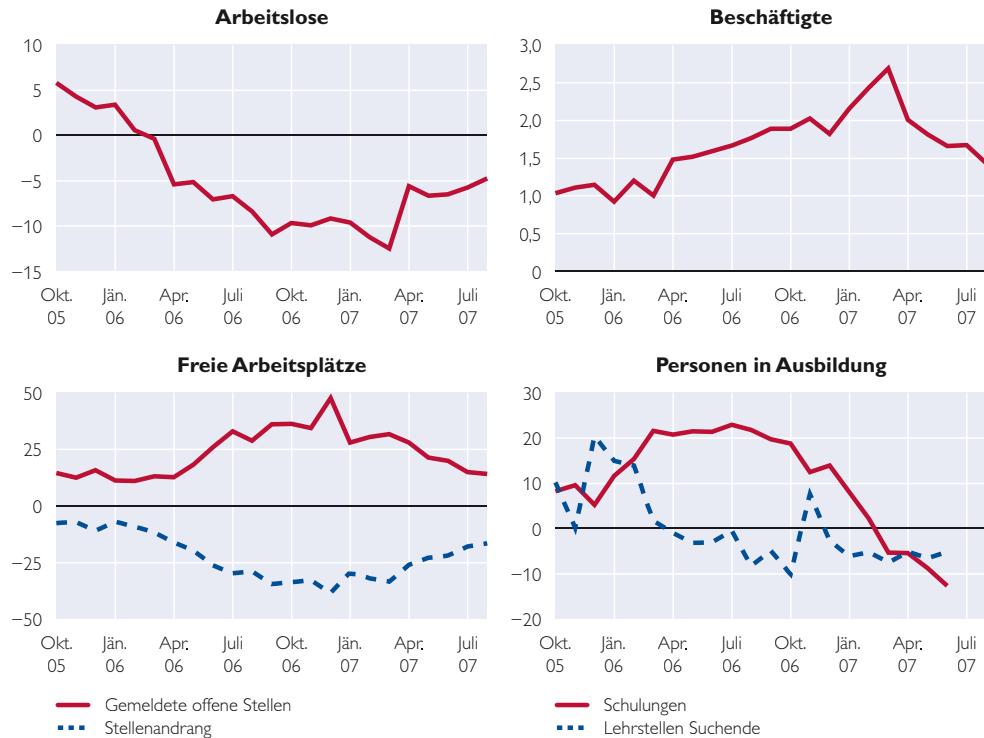 Arbeitslose
10
5
0
−5
−10
−15
Okt. Jän. Apr. Juli Okt. Jän. Apr. Juli
05 06 06 06 06 07 07 07
Beschäftigte
3,0
2,5
2,0
1,5
1,0
0,5
0
Okt. Jän. Apr. Juli Okt. Jän. Apr. Juli
05 06 06 06 06 07 07 07
Freie Arbeitsplätze
50
25
0
−25
−50
Okt. Jän. Apr. Juli Okt. Jän. Apr. Juli
05 06 06 06 06 07 07 07
Gemeldete offene Stellen
Stellenandrang
Personen in Ausbildung
30
20
10
0
−10
−20
Okt. Jän. Apr. Juli Okt. Jän. Apr. Juli
05 06 06 06 06 07 07 07
Schulungen
Lehrstellen Suchende